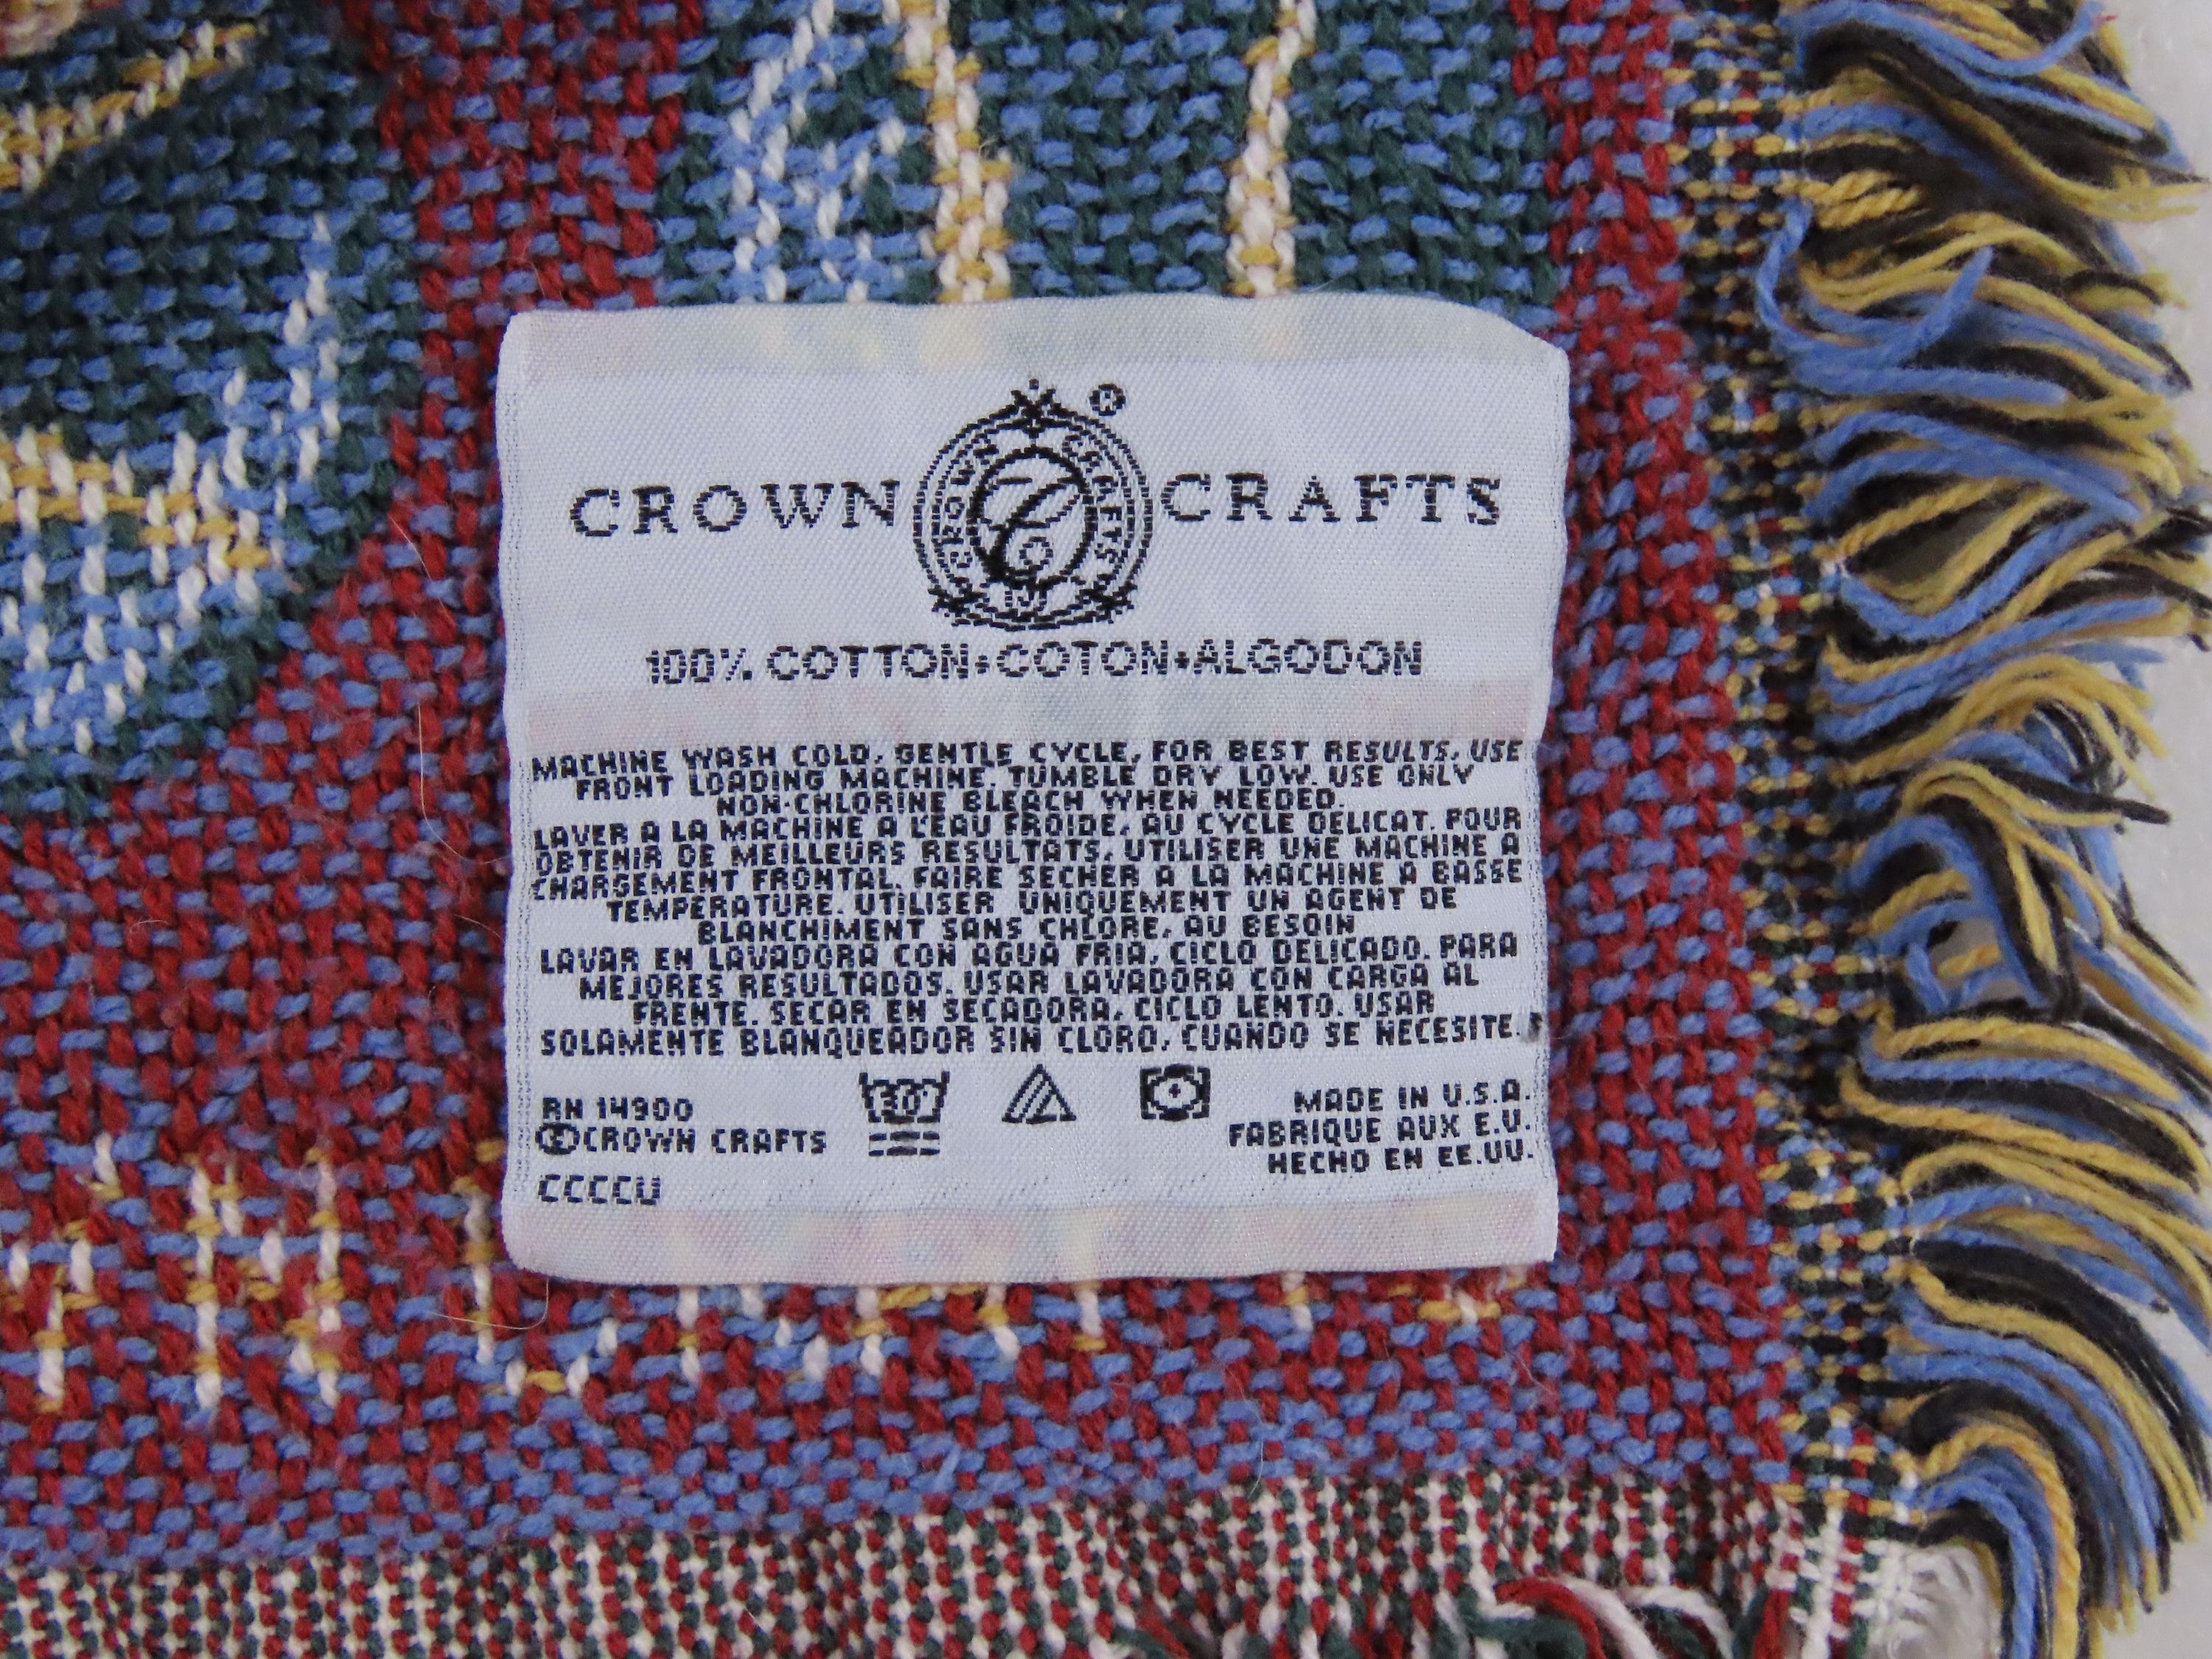 ®
CROWN CRAFTS
CROWN CRAFTS
100% COTTON•COTON•ALGODON
MACHINE WASH COLD, GENTLE CYCLE, FOR BEST RESULTS, USE
FRONT LOADING MACHINE. TUMBLE DRY LOW. USE ONLY
NON-CHLORINE BLEACH WHEN NEEDED.
LAVER A LA MACHINE A L'EAU FROIDE, AU CYCLE DELICAT. POUR
OBTENIR DE MEILLEURS RESULTATS, UTILISER UNE MACHINE A
CHARGEMENT FRONTAL. FAIRE SECHER A LA MACHINE A BASSE
TEMPERATURE. UTILISER UNIQUEMENT UN AGENT DE
BLANCHIMENT SANS CHLORE, AU BESOIN
LAVAR EN LAVADORA CON AGUA FRIA, CICLO DELICADO. PARA
MEJORES RESULTADOS, USAR LAVADORA CON CARGA AL
FRENTE. SECAR EN SECADORA, CICLO LENTO. USAR
SOLAMENTE BLANQUEADOR SIN CLORO, CUANDO SE NECESITE.
30°
RN 14900
©CROWN CRAFTS
CCCCU
MADE IN U.S.A.
FABRIQUE AUX E.U.
HECHO EN EE.UU.